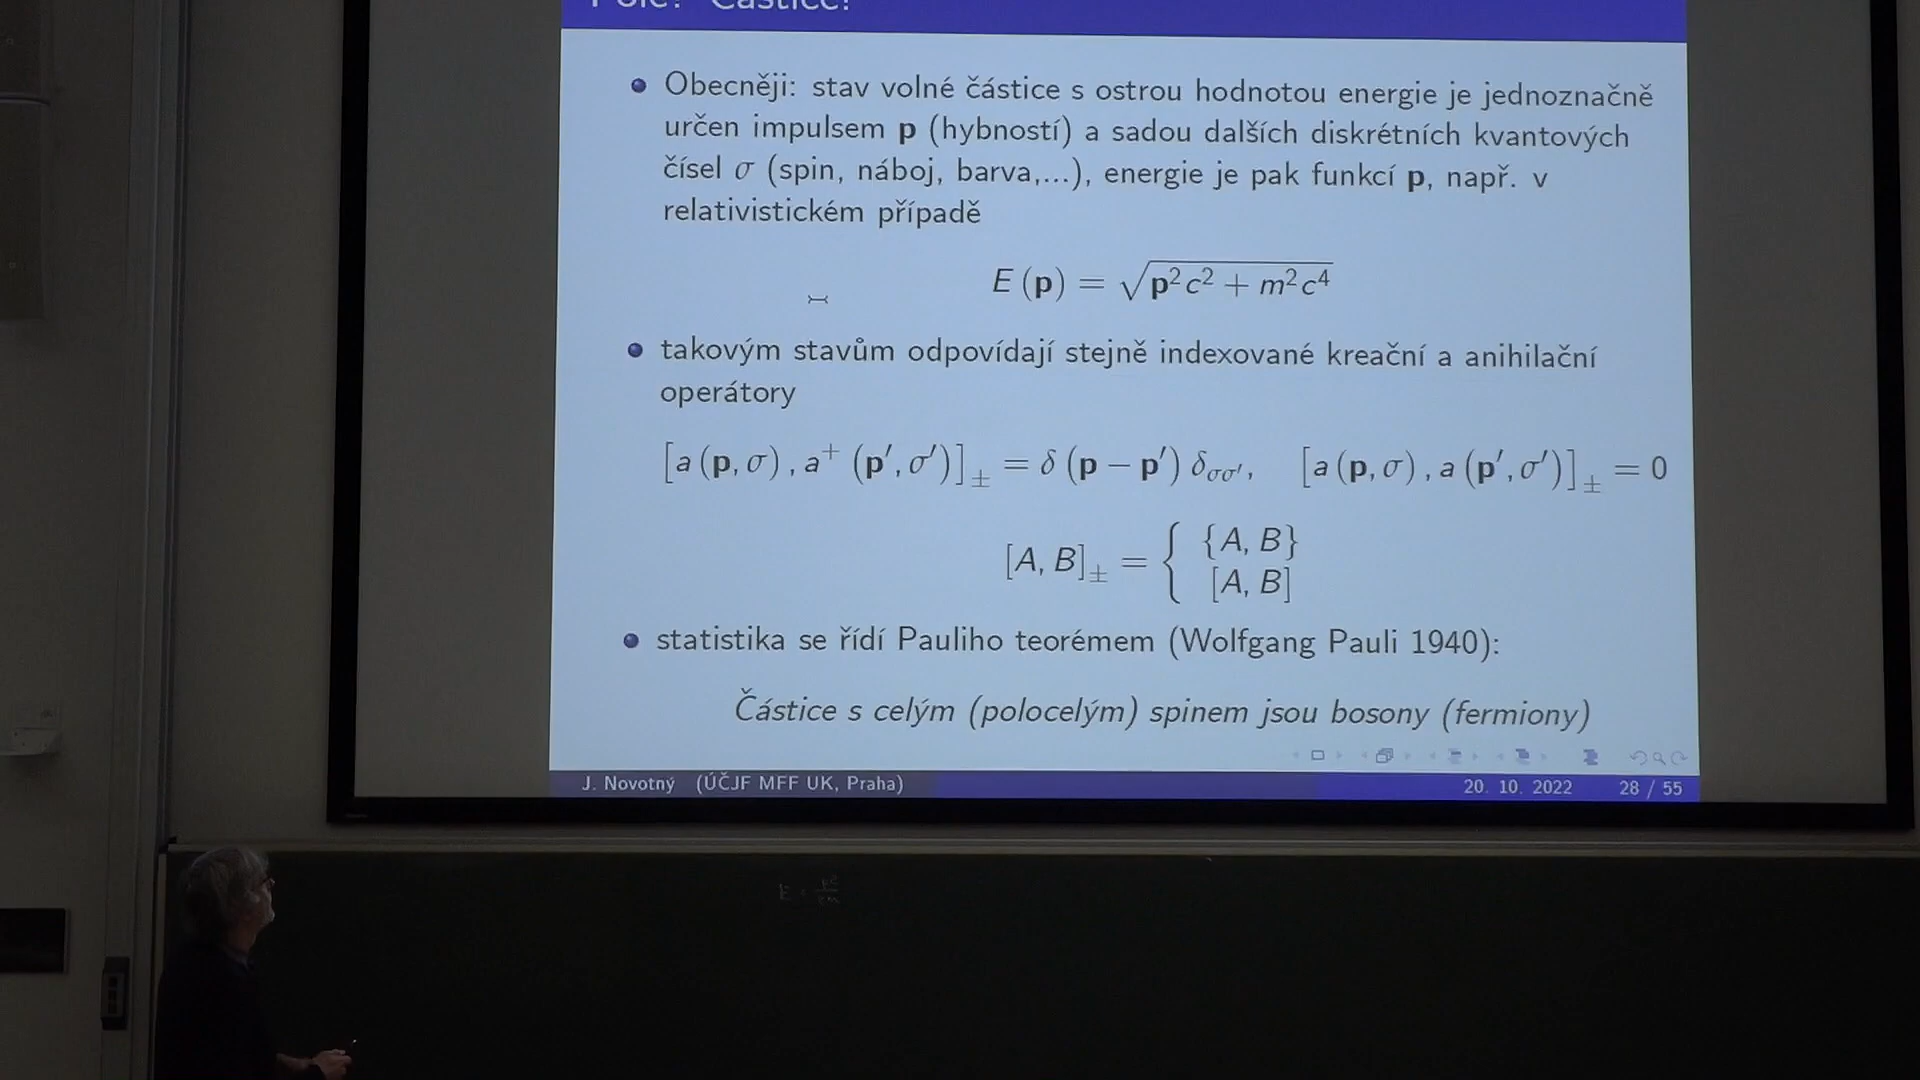 Pole? Částice!
Obecněji: stav volné částice s ostrou hodnotou energie je jednoznačně
určen impulsem p (hybností) a sadou dalších diskrétních kvantových
čísel σ (spin, náboj, barva,...), energie je pak funkcí p, např. v
relativistickém případě
E (p) = √p²c² + m²c⁴
takovým stavům odpovídají stejně indexované kreační a anihilační
operátory
[a (p, σ) , a⁺ (p′, σ′)]± = δ (p − p′) δσσ′, [a (p, σ) , a (p′, σ′)]± = 0
[A, B]± = { {A, B}
[A, B]
statistika se řídí Pauliho teorémem (Wolfgang Pauli 1940):
Částice s celým (polocelým) spinem jsou bosony (fermiony)
J. Novotný (ÚČJF MFF UK, Praha) 20. 10. 2022 28 / 55